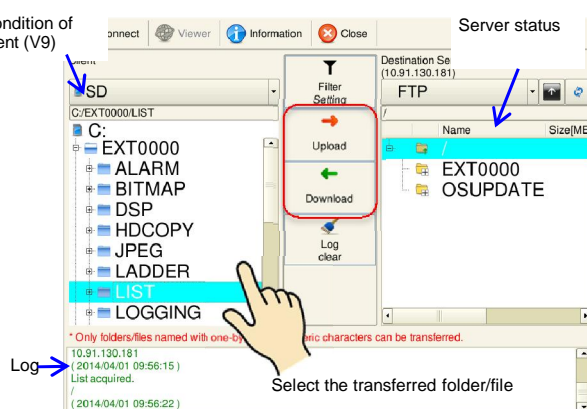 ondition of
ent (V9)
onnect
Viewer
Information
Close
Server status
Client
Filter
Setting
Destination Se
(10.91.130.181)
SD
FTP
C:/EXT0000/LIST
/
Name
Size[ME
C:
EXT0000
ALARM
BITMAP
DSP
HDCOPY
JPEG
LADDER
LIST
LOGGING
Upload
Download
Log
clear
/
EXT0000
OSUPDATE
* Only folders/files named with one-by ric characters can be transferred.
Log
10.91.130.181
( 2014/04/01 09:56:15 )
List acquired.
/
( 2014/04/01 09:56:22 )
Select the transferred folder/file